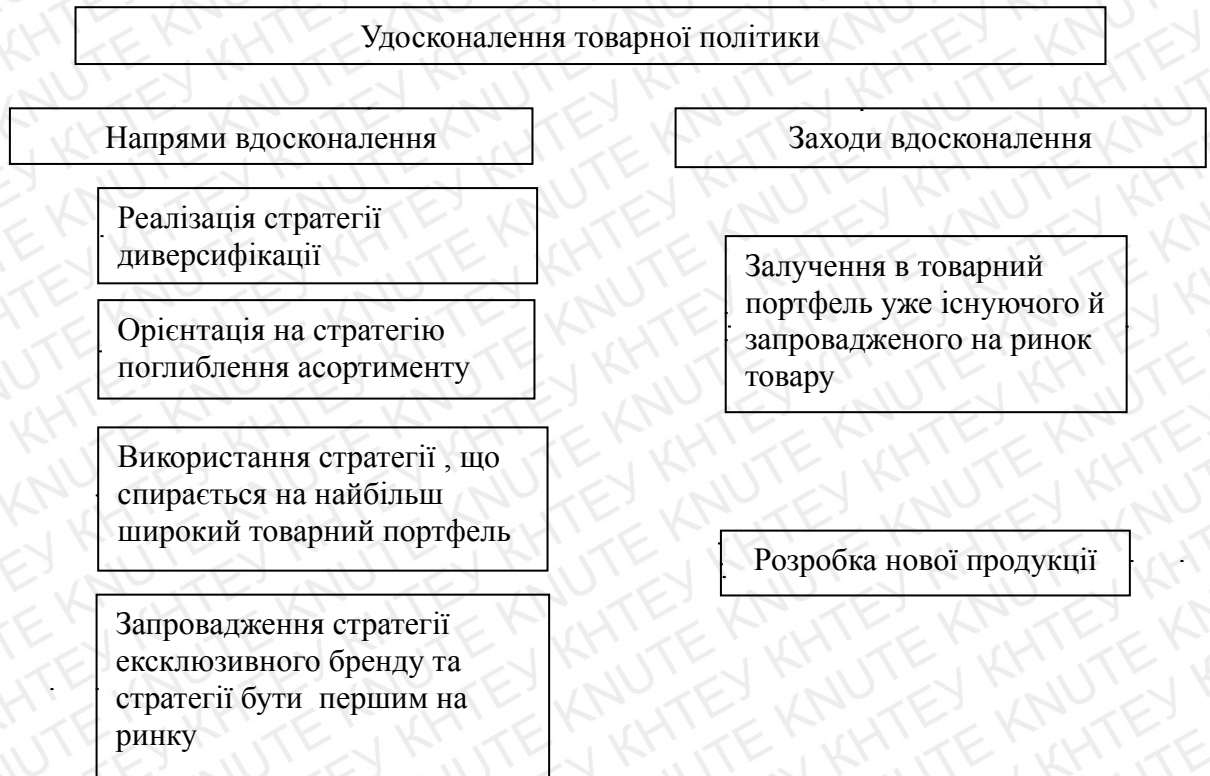 Удосконалення товарної політики
Напрями вдосконалення
Заходи вдосконалення
Реалізація стратегії
диверсифікації
Орієнтація на стратегію
поглиблення асортименту
Використання стратегії , що
спирається на найбільш
широкий товарний портфель
Запровадження стратегії
ексклюзивного бренду та
стратегії бути першим на
ринку
Залучення в товарний
портфель уже існуючого й
запровадженого на ринок
товару
Розробка нової продукції